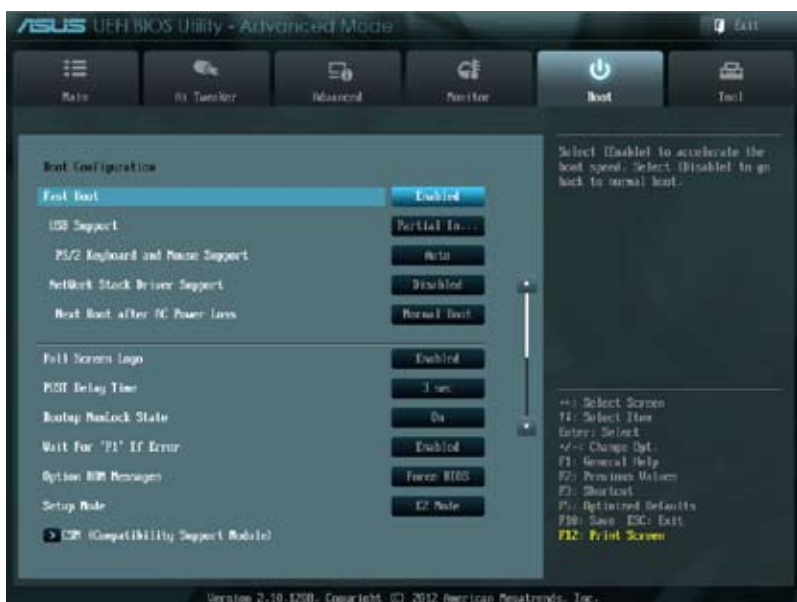 ASUS UEFI BIOS Utility - Advanced Mode
Exit
Main
Ai Tweaker
Advanced
Monitor
Boot
Tool
Boot Configuration
Fast Boot Enabled
USB Support Partial In...
PS/2 Keyboard and Mouse Support Auto
NetWork Stack Driver Support Disabled
Next Boot after AC Power Loss Normal Boot
Full Screen Logo Enabled
POST Delay Time 3 sec
Bootup NumLock State On
Wait For 'F1' If Error Enabled
Option ROM Messages Force BIOS
Setup Mode EZ Mode
> CSM (Compatibility Support Module)
Select [Enable] to accelerate the
boot speed. Select [Disable] to go
back to normal boot.
→←: Select Screen
↑↓: Select Item
Enter: Select
+/-: Change Opt.
F1: General Help
F2: Previous Values
F3: Shortcut
F5: Optimized Defaults
F10: Save ESC: Exit
F12: Print Screen
Version 2.10.1208. Copyright (C) 2012 American Megatrends, Inc.